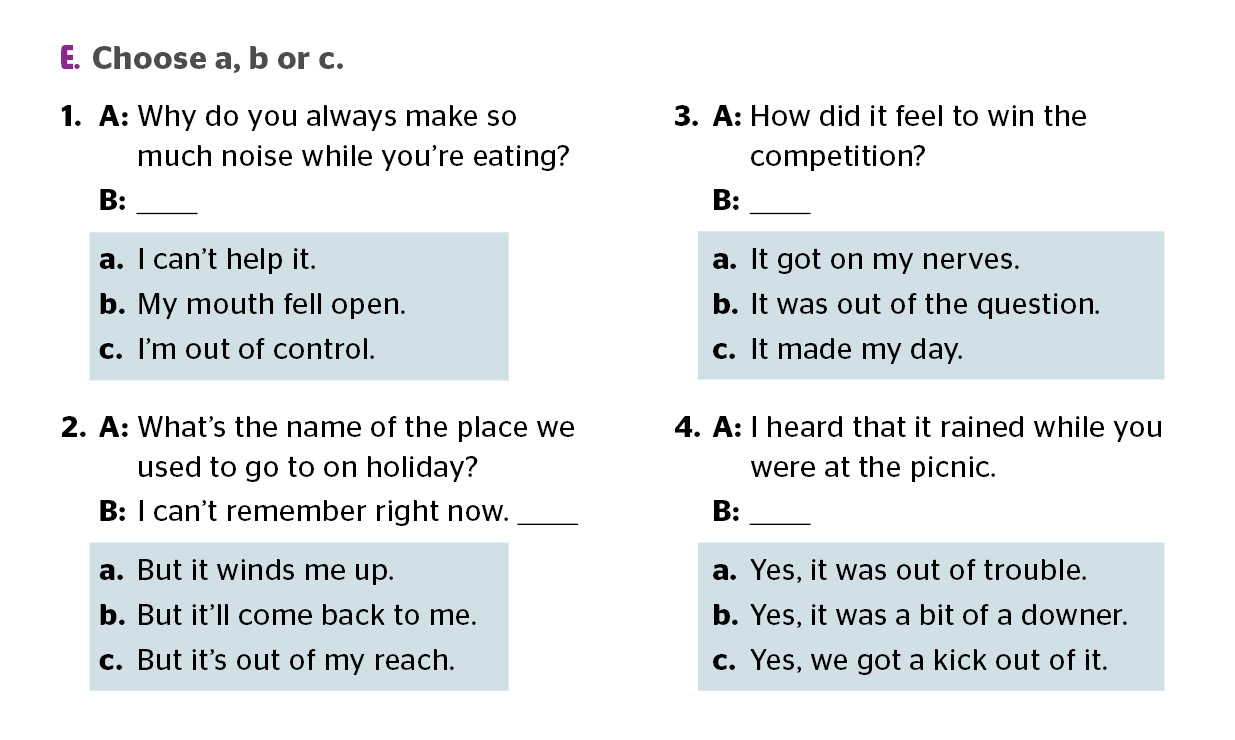 E. Choose a, b or c.
1. A: Why do you always make so
much noise while you’re eating?
B: ____
a. I can’t help it.
b. My mouth fell open.
c. I’m out of control.
2. A: What’s the name of the place we
used to go to on holiday?
B: I can’t remember right now. ____
a. But it winds me up.
b. But it’ll come back to me.
c. But it’s out of my reach.
3. A: How did it feel to win the
competition?
B: ____
a. It got on my nerves.
b. It was out of the question.
c. It made my day.
4. A: I heard that it rained while you
were at the picnic.
B: ____
a. Yes, it was out of trouble.
b. Yes, it was a bit of a downer.
c. Yes, we got a kick out of it.